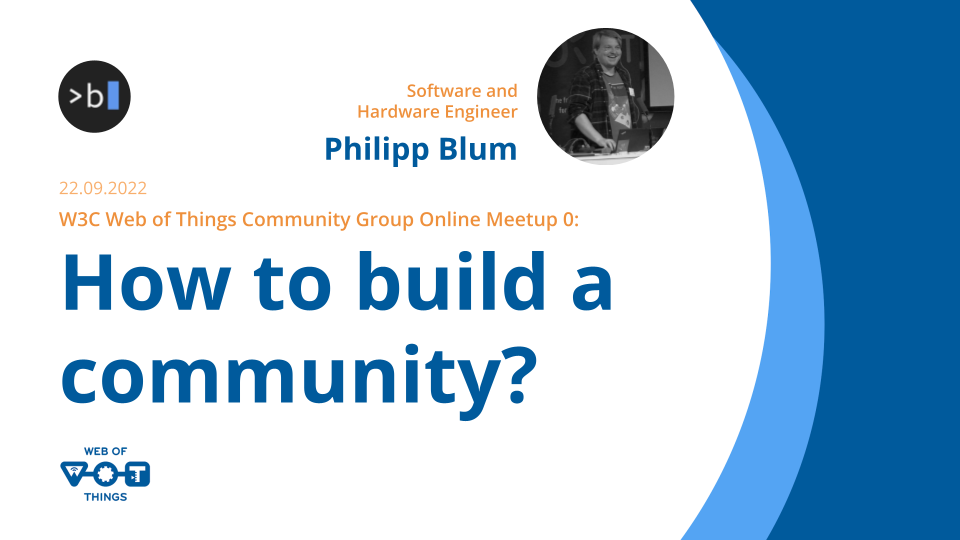 >b
Software and
Hardware Engineer
Philipp Blum
22.09.2022
W3C Web of Things Community Group Online Meetup 0:
How to build a
community?
WEB OF
WOT
THINGS